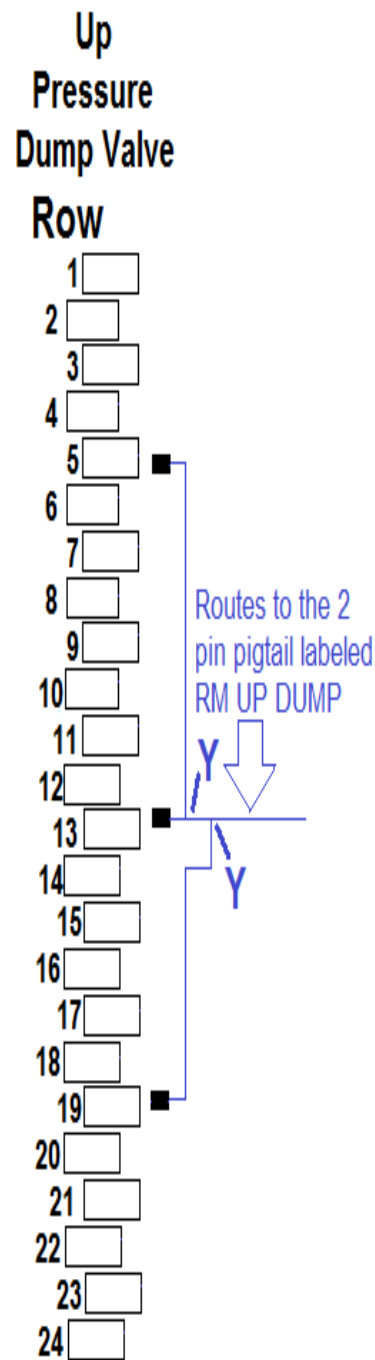 Up
Pressure
Dump Valve
Row
1
2
3
4
5
6
7
8
Routes to the 2
9
pin pigtail labeled
10
RM UP DUMP
11
Y
12
13
14
Y
15
16
17
18
19
20
21
22
23
24